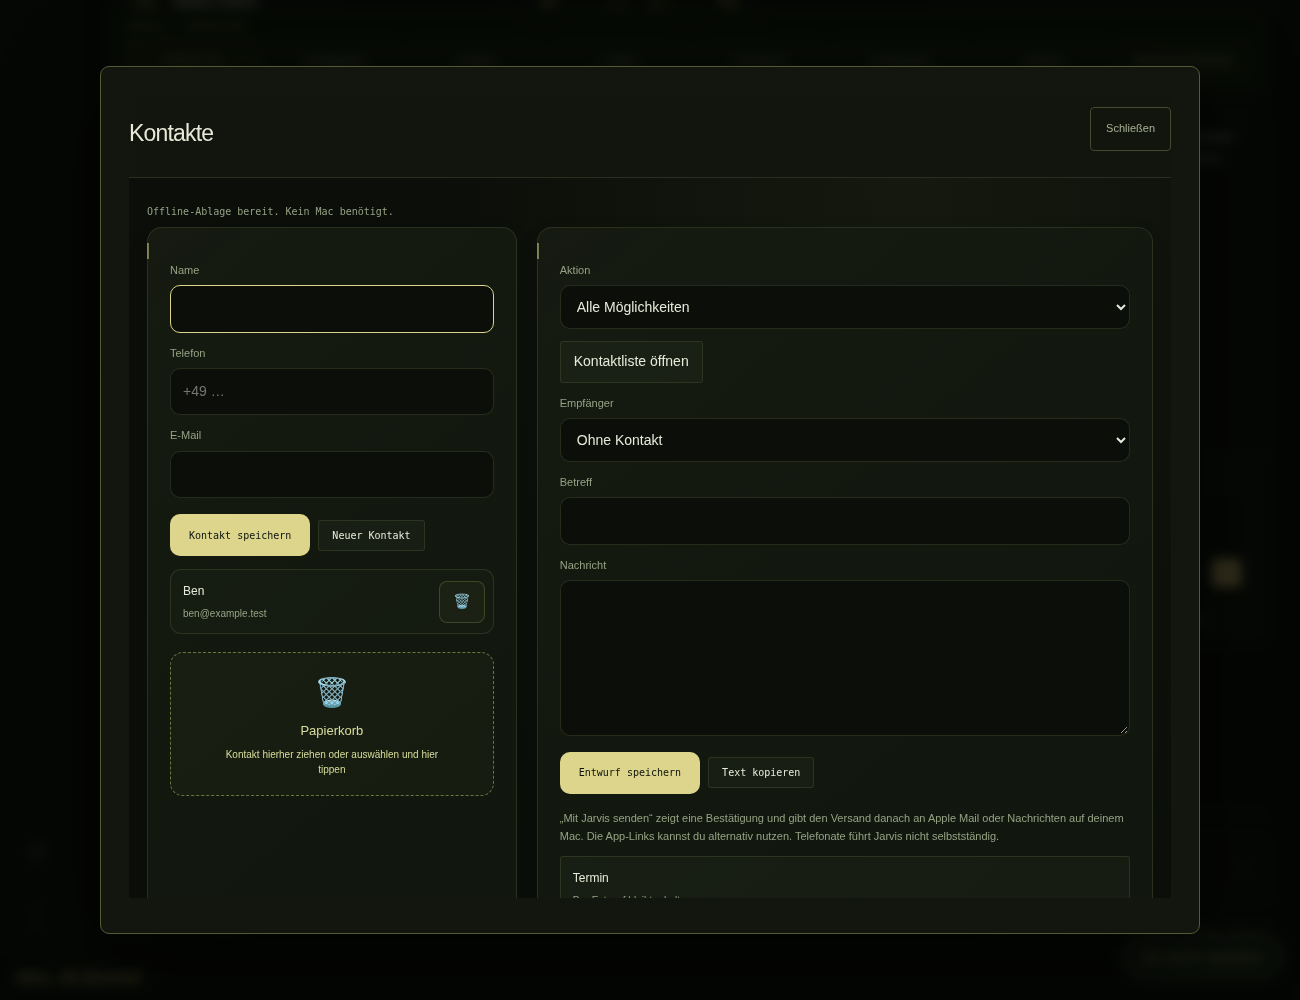 Kontakte
Schließen
Offline-Ablage bereit. Kein Mac benötigt.
Name
Telefon
+49 …
E-Mail
Kontakt speichern
Neuer Kontakt
Ben
ben@example.test
Papierkorb
Kontakt hierher ziehen oder auswählen und hier
tippen
Aktion
Alle Möglichkeiten
Kontaktliste öffnen
Empfänger
Ohne Kontakt
Betreff
Nachricht
Entwurf speichern
Text kopieren
„Mit Jarvis senden“ zeigt eine Bestätigung und gibt den Versand danach an Apple Mail oder Nachrichten auf deinem
Mac. Die App-Links kannst du alternativ nutzen. Telefonate führt Jarvis nicht selbstständig.
Termin